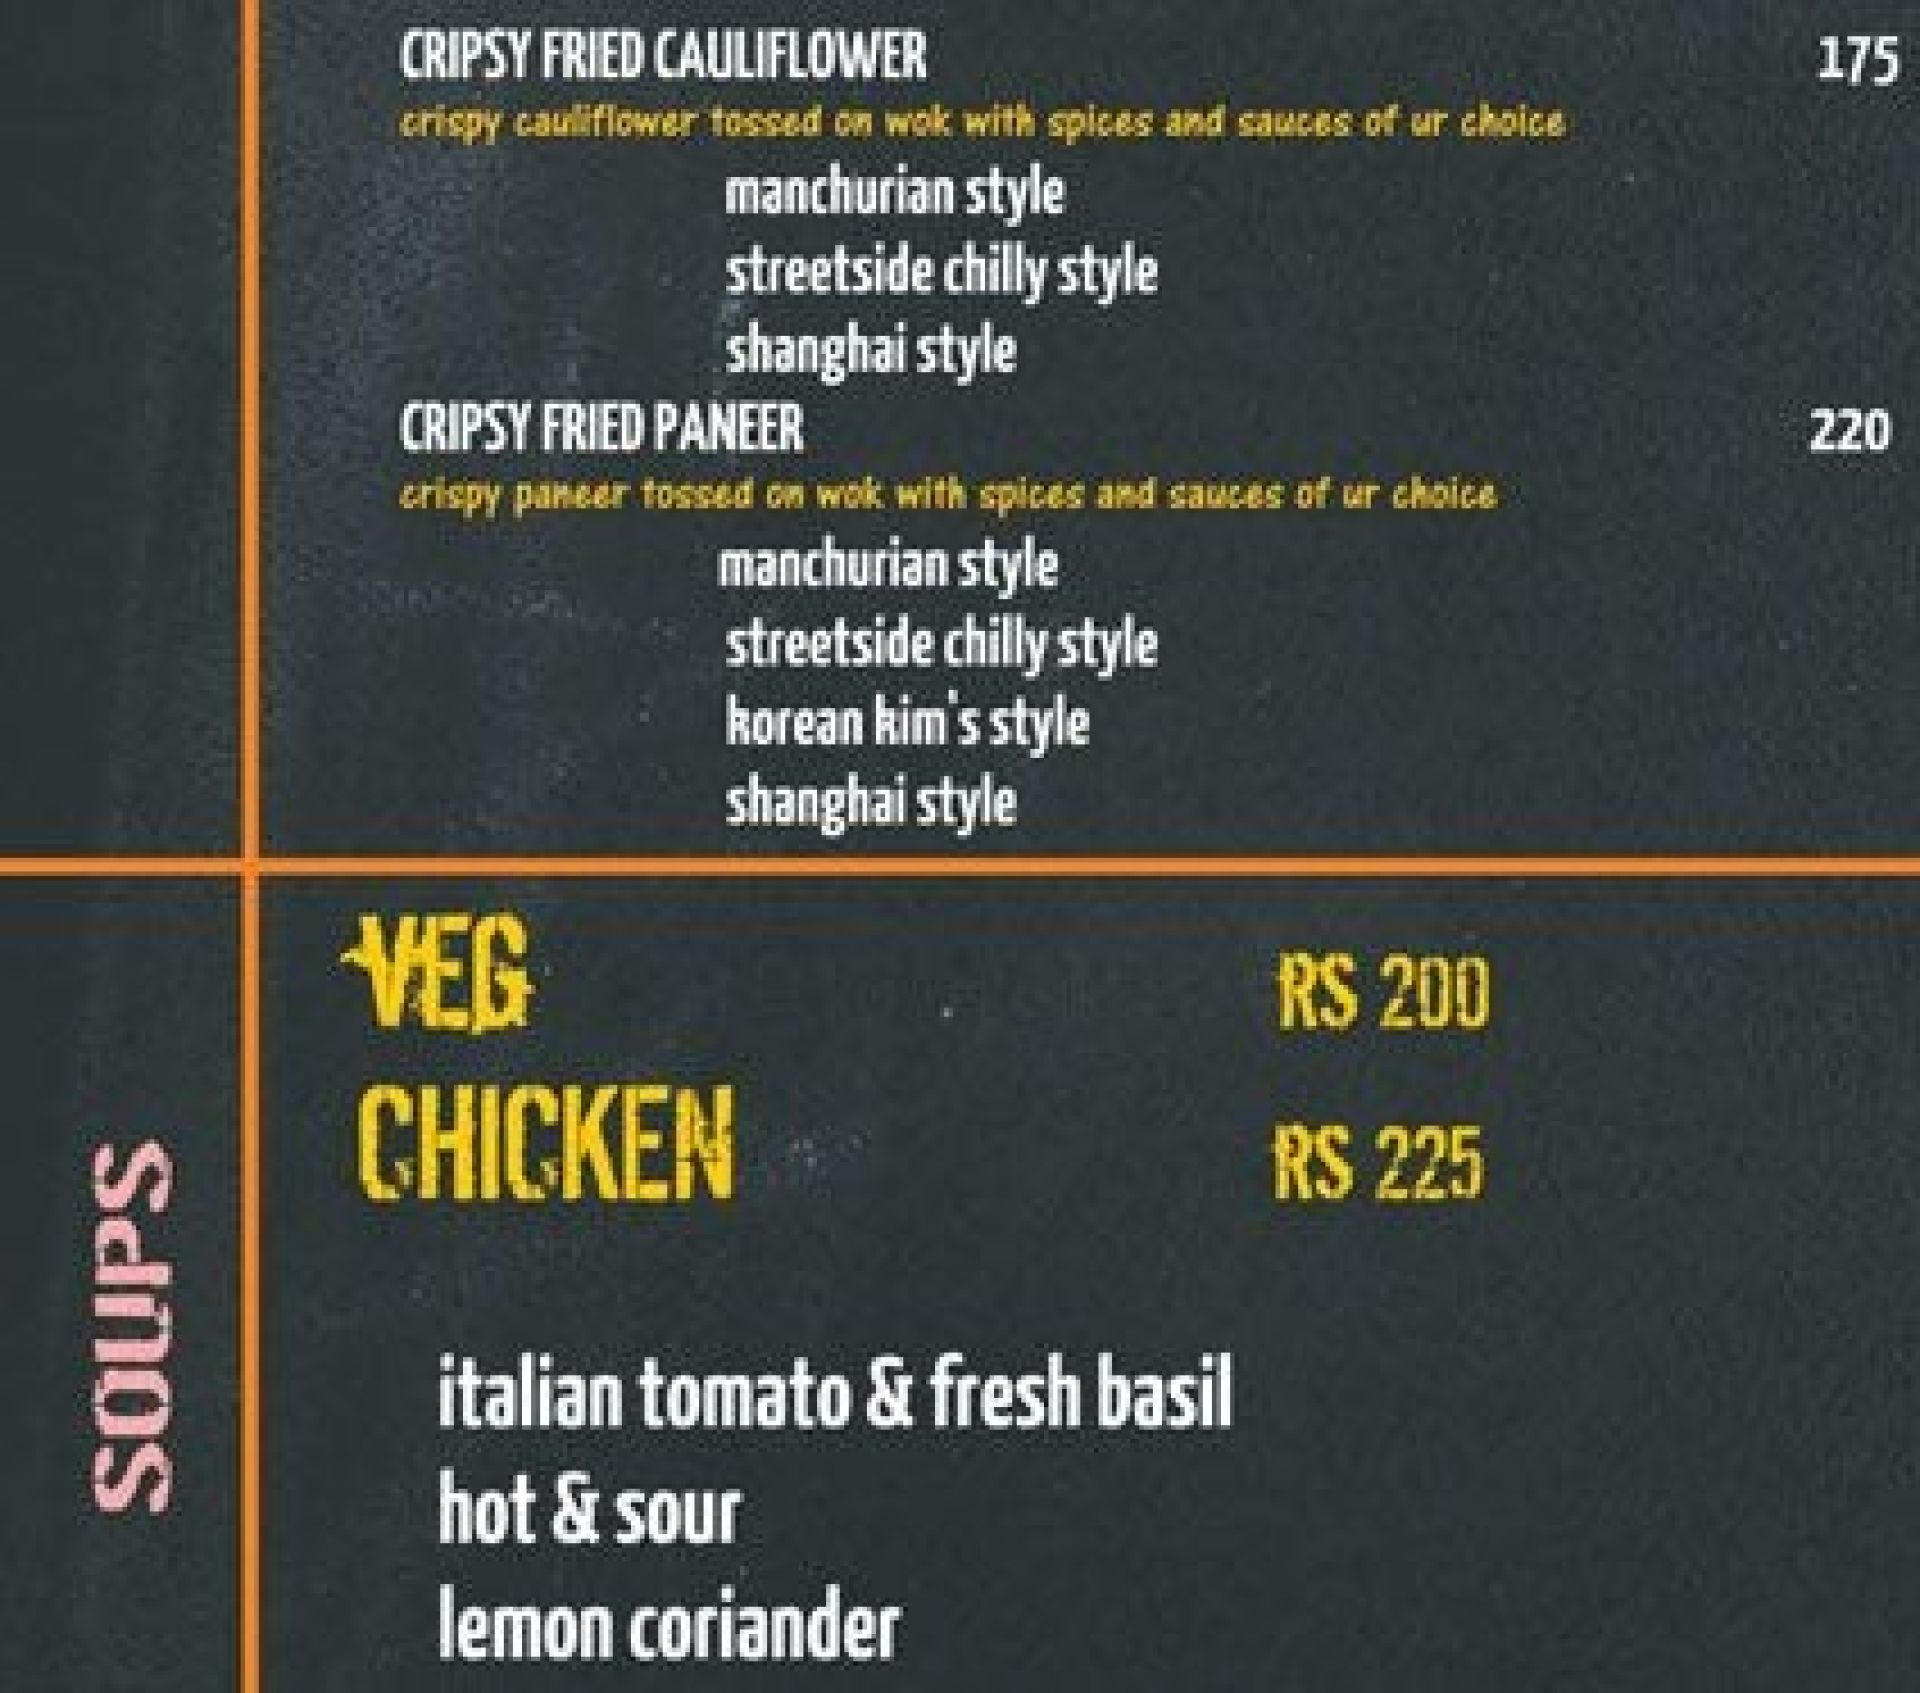 CRIPSY FRIED CAULIFLOWER 175
crispy cauliflower tossed on wok with spices and sauces of ur choice
manchurian style
streetside chilly style
shanghai style
CRIPSY FRIED PANEER 220
crispy paneer tossed on wok with spices and sauces of ur choice
manchurian style
streetside chilly style
korean kim's style
shanghai style
SOUPS
VEG RS 200
CHICKEN RS 225
italian tomato & fresh basil
hot & sour
lemon coriander